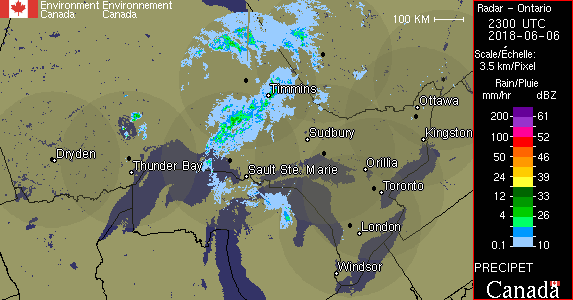 Environment Environnement
Canada Canada
100 KM
Timmins
Ottawa
Sudbury
Kingston
Dryden
Thunder Bay
Sault Ste. Marie
Orillia
Toronto
London
Windsor
Radar - Ontario
2300 UTC
2018-06-06
Scale/Échelle:
3.5 km/Pixel
Rain/Pluie
mm/hr dBZ
200 61
100 52
50 46
24 39
12 33
4 26
0.1 10
PRECIPET
Canada